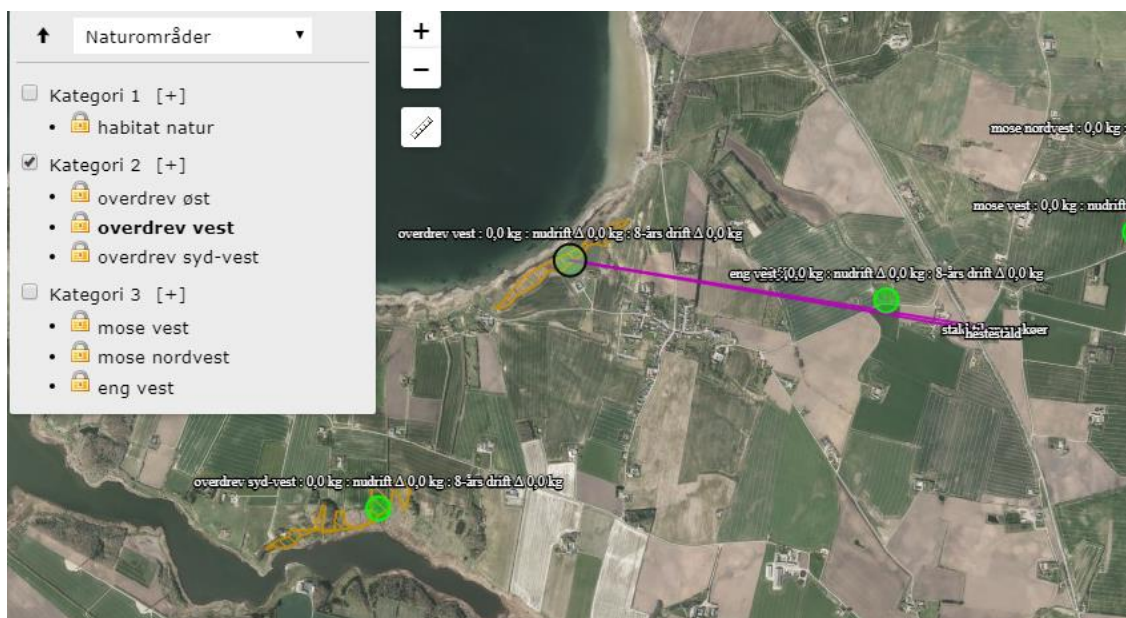 Naturområder
Kategori 1 [+]
habitat natur
Kategori 2 [+]
overdrev øst
overdrev vest
overdrev syd-vest
Kategori 3 [+]
mose vest
mose nordvest
eng vest
+
−
mose nordvest : 0,0 kg :
mose vest : 0,0 kg : nudrift
overdrev vest : 0,0 kg : nudrift Δ 0,0 kg : 8-års drift Δ 0,0 kg
eng vest : 0,0 kg : nudrift Δ 0,0 kg : 8-års drift Δ 0,0 kg
hestestald
overdrev syd-vest : 0,0 kg : nudrift Δ 0,0 kg : 8-års drift Δ 0,0 kg